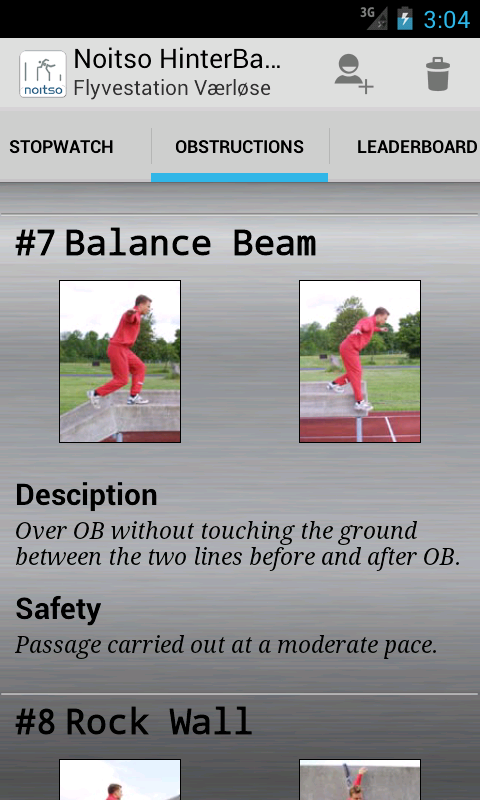 3G
3:04
noitso
Noitso HinterBa...
Flyvestation Værløse
STOPWATCH
OBSTRUCTIONS
LEADERBOARD
#7 Balance Beam
Desciption
Over OB without touching the ground
between the two lines before and after OB.
Safety
Passage carried out at a moderate pace.
#8 Rock Wall